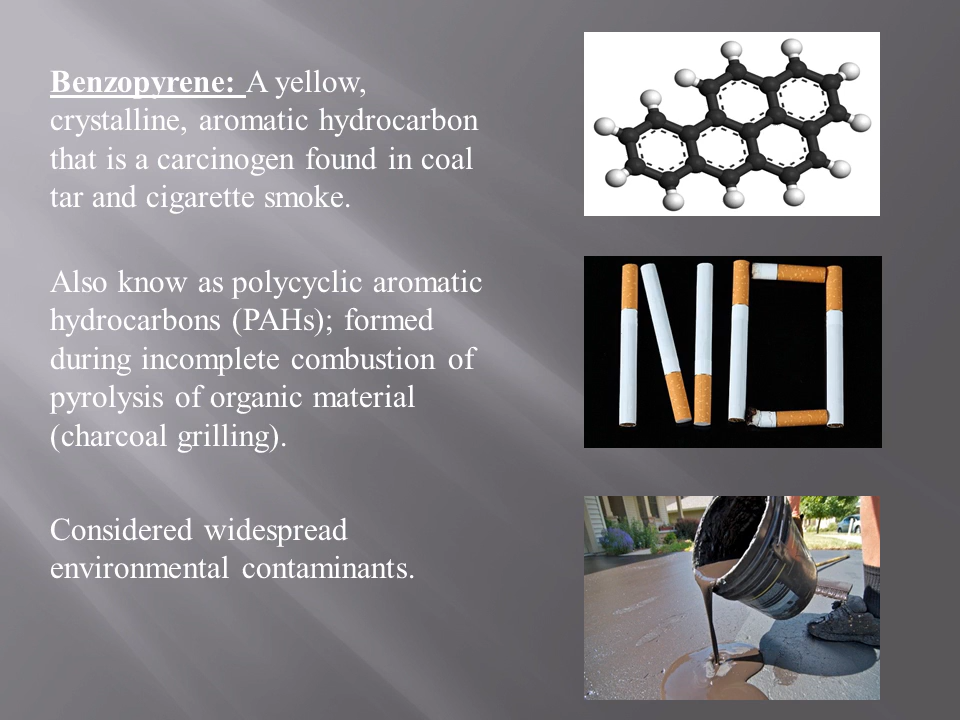 Benzopyrene: A yellow,
crystalline, aromatic hydrocarbon
that is a carcinogen found in coal
tar and cigarette smoke.
Also know as polycyclic aromatic
hydrocarbons (PAHs); formed
during incomplete combustion of
pyrolysis of organic material
(charcoal grilling).
Considered widespread
environmental contaminants.
NO